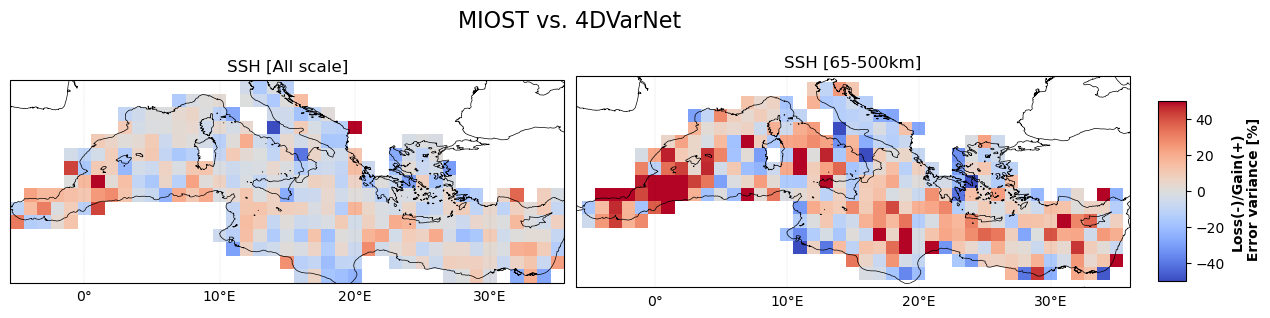 MIOST vs. 4DVarNet
SSH [All scale]
SSH [65-500km]
0°
10°E
20°E
30°E
0°
10°E
20°E
30°E
40
20
0
−20
−40
Loss(-)/Gain(+)
Error variance [%]